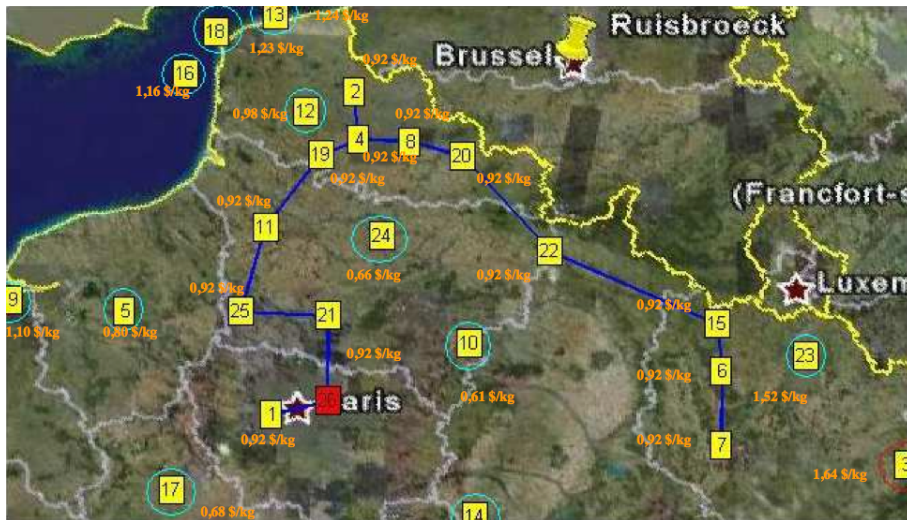 13
1,24 $/kg
18
1,23 $/kg
Ruisbroeck
Brussel
0,92 $/kg
16
1,16 $/kg
2
12
0,98 $/kg
0,92 $/kg
4
8
20
0,92 $/kg
19
0,92 $/kg
0,92 $/kg
(Francfort-s
0,92 $/kg
11
24
22
0,66 $/kg
0,92 $/kg
Luxem
9
5
0,92 $/kg
25
21
0,92 $/kg
15
1,10 $/kg
0,80 $/kg
10
0,92 $/kg
23
6
0,92 $/kg
0,61 $/kg
1,52 $/kg
26
aris
1
0,92 $/kg
0,92 $/kg
7
3
1,64 $/kg
17
0,68 $/kg
14